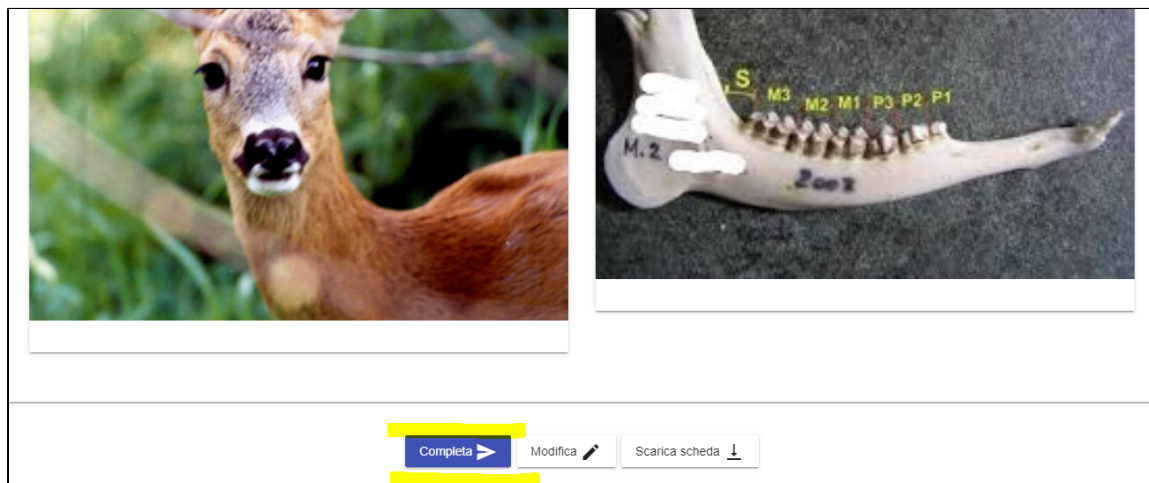 S
M3 M2 M1 P3 P2 P1
M.2
2002
Completa
Modifica
Scarica scheda